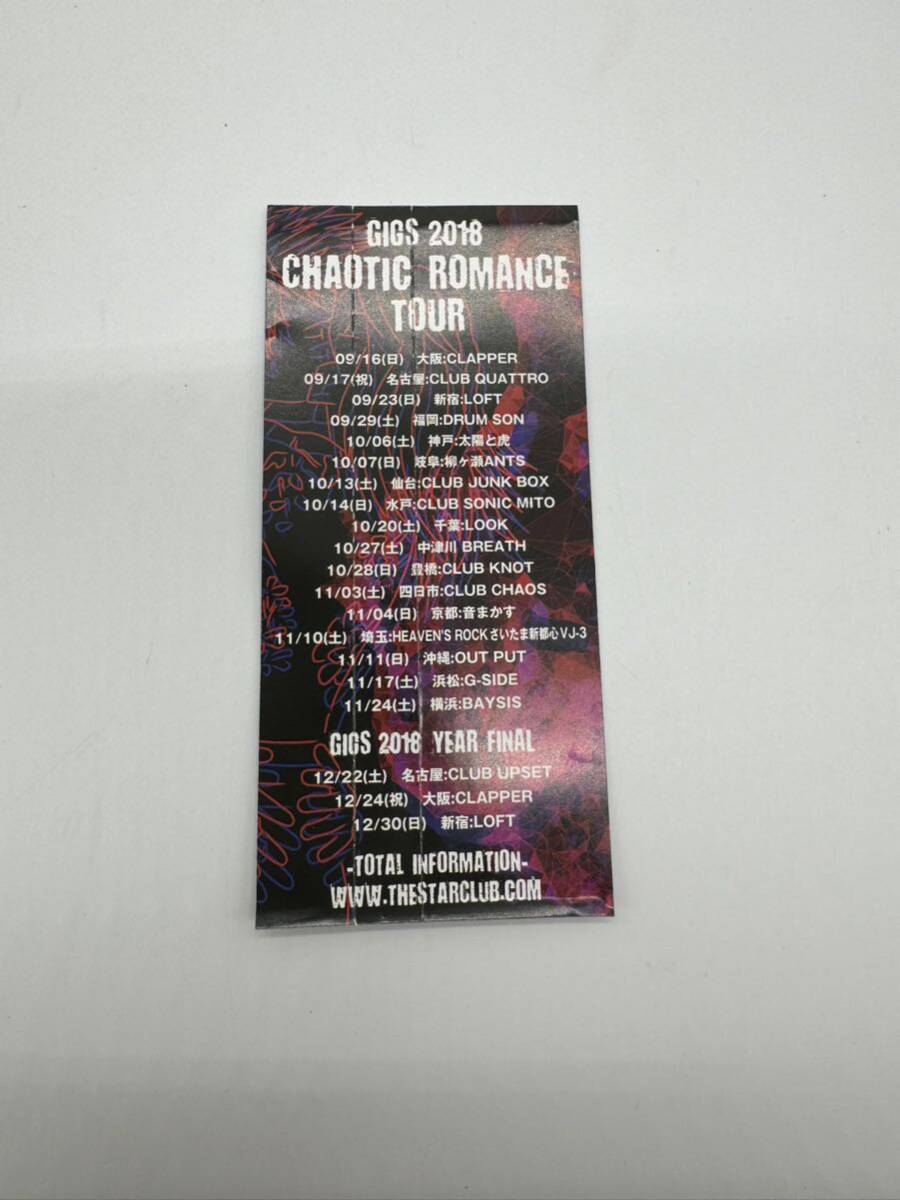 GIGS 2018
CHAOTIC ROMANCE
TOUR
09/16(日) 大阪:CLAPPER
09/17(祝) 名古屋:CLUB QUATTRO
09/23(日) 新宿:LOFT
09/29(土) 福岡:DRUM SON
10/06(土) 神戸:太陽と虎
10/07(日) 岐阜:柳ヶ瀬ANTS
10/13(土) 仙台:CLUB JUNK BOX
10/14(日) 水戸:CLUB SONIC MITO
10/20(土) 千葉:LOOK
10/27(土) 中津川 BREATH
10/28(日) 豊橋:CLUB KNOT
11/03(土) 四日市:CLUB CHAOS
11/04(日) 京都:音まかす
11/10(土) 埼玉:HEAVEN'S ROCK さいたま新都心 VJ-3
11/11(日) 沖縄:OUT PUT
11/17(土) 浜松:G-SIDE
11/24(土) 横浜:BAYSIS
GIGS 2018 YEAR FINAL
12/22(土) 名古屋:CLUB UPSET
12/24(祝) 大阪:CLAPPER
12/30(日) 新宿:LOFT
-TOTAL INFORMATION-
WWW.THESTARCLUB.COM